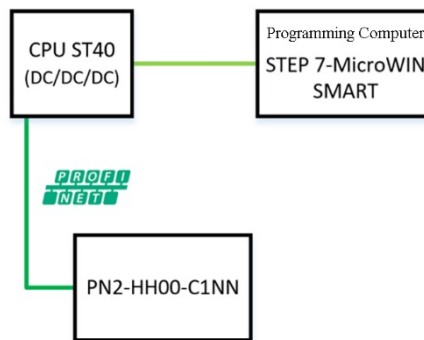 CPU ST40
(DC/DC/DC)
Programming Computer
STEP 7-MicroWIN
SMART
PROFI
NET
PN2-HH00-C1NN